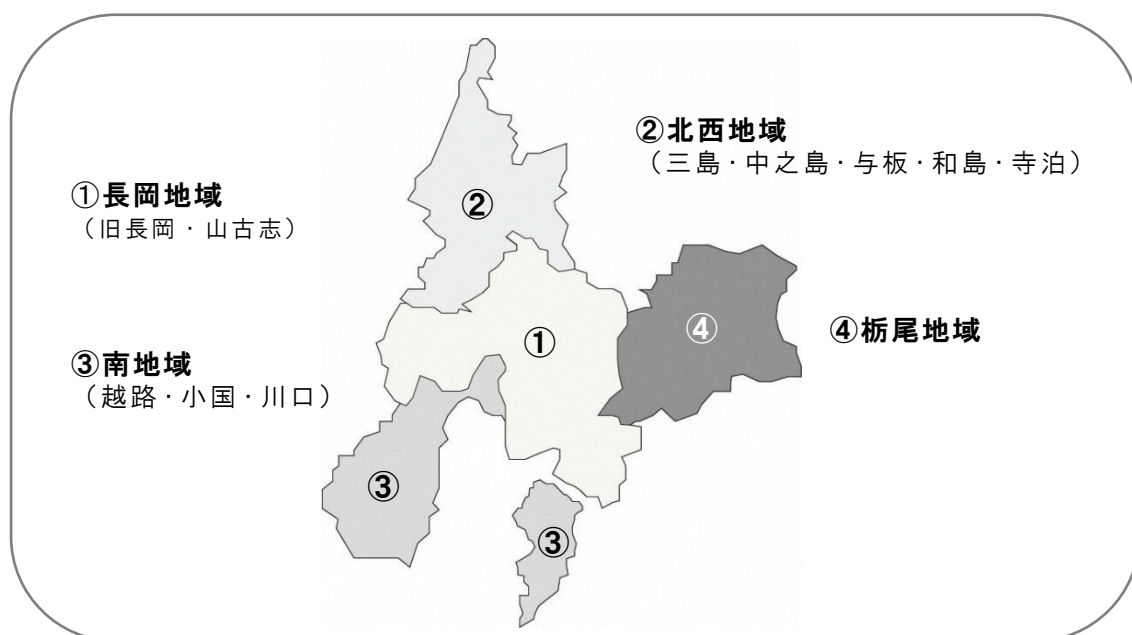 ②北西地域
（三島・中之島・与板・和島・寺泊）
①長岡地域
（旧長岡・山古志）
③南地域
（越路・小国・川口）
④栃尾地域
②
①
④
③
③